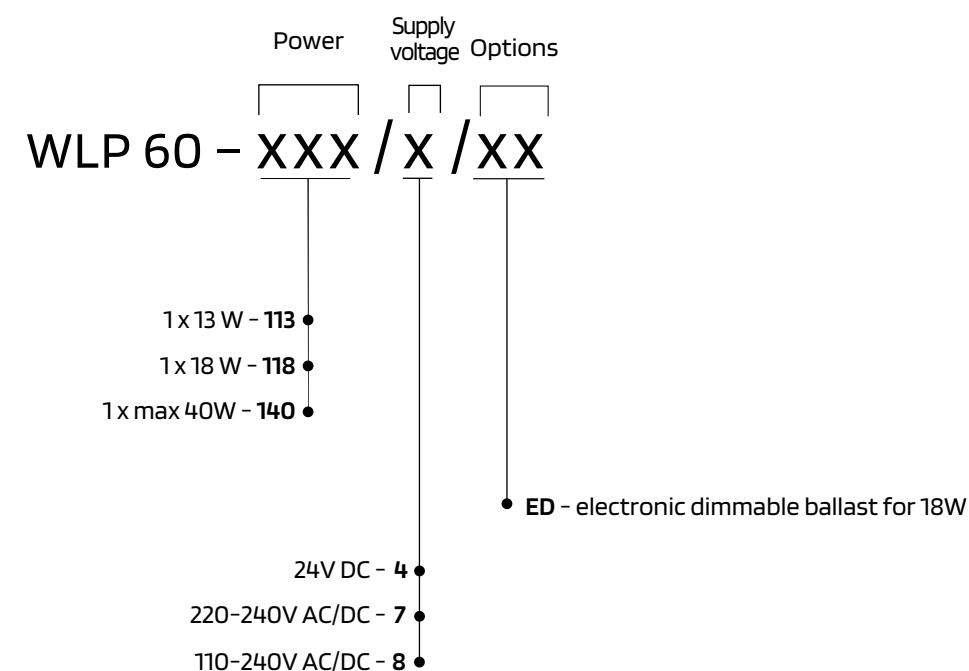 Power
Supply
voltage
Options
WLP 60 – XXX / X / XX
1 x 13 W - 113
1 x 18 W - 118
1 x max 40W - 140
ED - electronic dimmable ballast for 18W
24V DC - 4
220-240V AC/DC - 7
110-240V AC/DC - 8